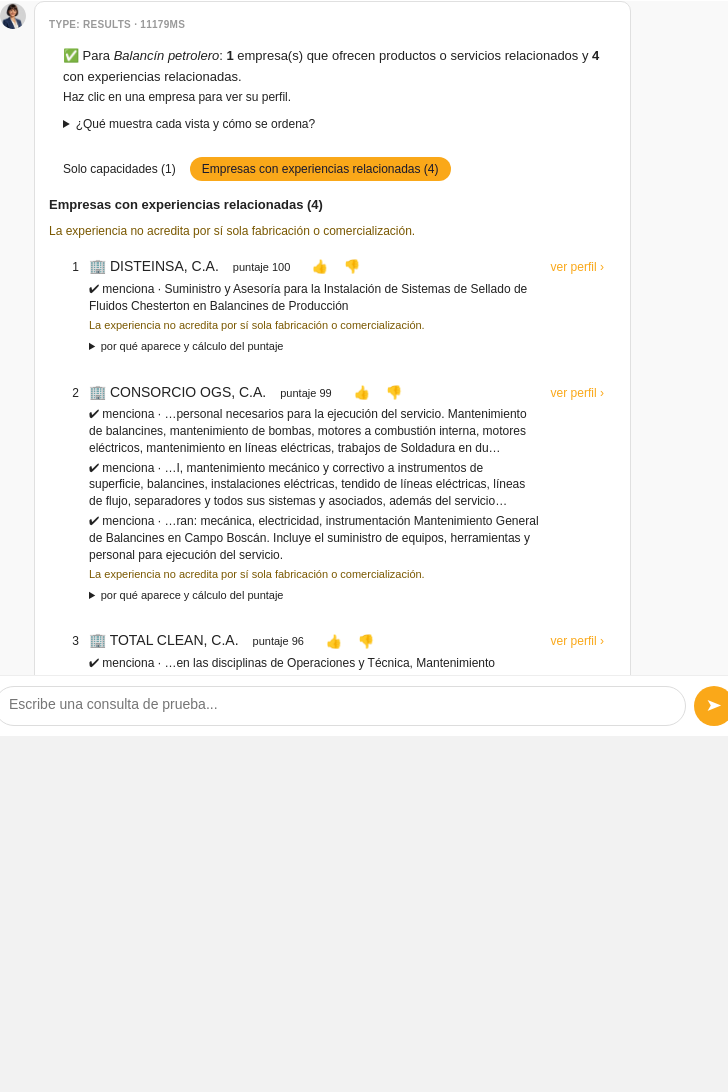 TYPE: RESULTS · 11179MS
✅ Para Balancín petrolero: 1 empresa(s) que ofrecen productos o servicios relacionados y 4
con experiencias relacionadas.
Haz clic en una empresa para ver su perfil.
▶ ¿Qué muestra cada vista y cómo se ordena?
Solo capacidades (1) Empresas con experiencias relacionadas (4)
Empresas con experiencias relacionadas (4)
La experiencia no acredita por sí sola fabricación o comercialización.
1 🏢 DISTEINSA, C.A. puntaje 100 👍 👎 ver perfil ›
✔ menciona · Suministro y Asesoría para la Instalación de Sistemas de Sellado de
Fluidos Chesterton en Balancines de Producción
La experiencia no acredita por sí sola fabricación o comercialización.
▶ por qué aparece y cálculo del puntaje
2 🏢 CONSORCIO OGS, C.A. puntaje 99 👍 👎 ver perfil ›
✔ menciona · …personal necesarios para la ejecución del servicio. Mantenimiento
de balancines, mantenimiento de bombas, motores a combustión interna, motores
eléctricos, mantenimiento en líneas eléctricas, trabajos de Soldadura en du…
✔ menciona · …l, mantenimiento mecánico y correctivo a instrumentos de
superficie, balancines, instalaciones eléctricas, tendido de líneas eléctricas, líneas
de flujo, separadores y todos sus sistemas y asociados, además del servicio…
✔ menciona · …ran: mecánica, electricidad, instrumentación Mantenimiento General
de Balancines en Campo Boscán. Incluye el suministro de equipos, herramientas y
personal para ejecución del servicio.
La experiencia no acredita por sí sola fabricación o comercialización.
▶ por qué aparece y cálculo del puntaje
3 🏢 TOTAL CLEAN, C.A. puntaje 96 👍 👎 ver perfil ›
✔ menciona · …en las disciplinas de Operaciones y Técnica, Mantenimiento
Escribe una consulta de prueba...